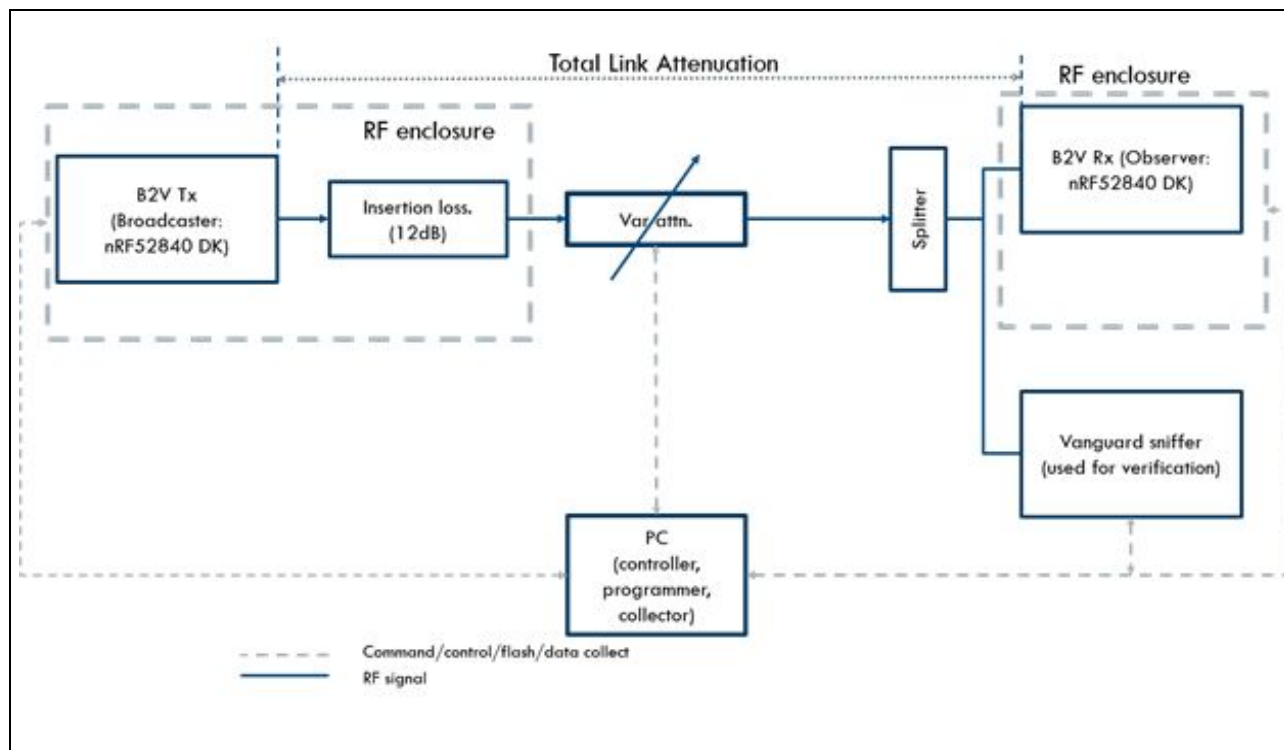 Total Link Attenuation
RF enclosure
RF enclosure
B2V Tx
(Broadcaster:
nRF52840 DK)
Insertion loss.
(12dB)
Var attn.
Splitter
B2V Rx (Observer:
nRF52840 DK)
Vanguard sniffer
(used for verification)
PC
(controller,
programmer,
collector)
Command/control/flash/data collect
RF signal